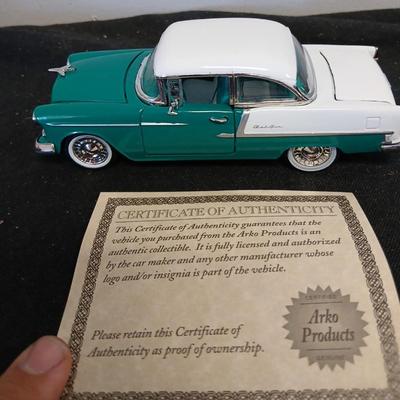 Bel Air
CERTIFICATE OF AUTHENTICITY
This Certificate of Authenticity guarantees that the
vehicle you purchased from the Arko Products is an
authentic collectible. It is fully licensed and authorized
by the car maker and any other manufacturer whose
logo and/or insignia is part of the vehicle.
Please retain this Certificate of
Authenticity as proof of ownership.
CERTIFIED
Arko
Products
GENUINE